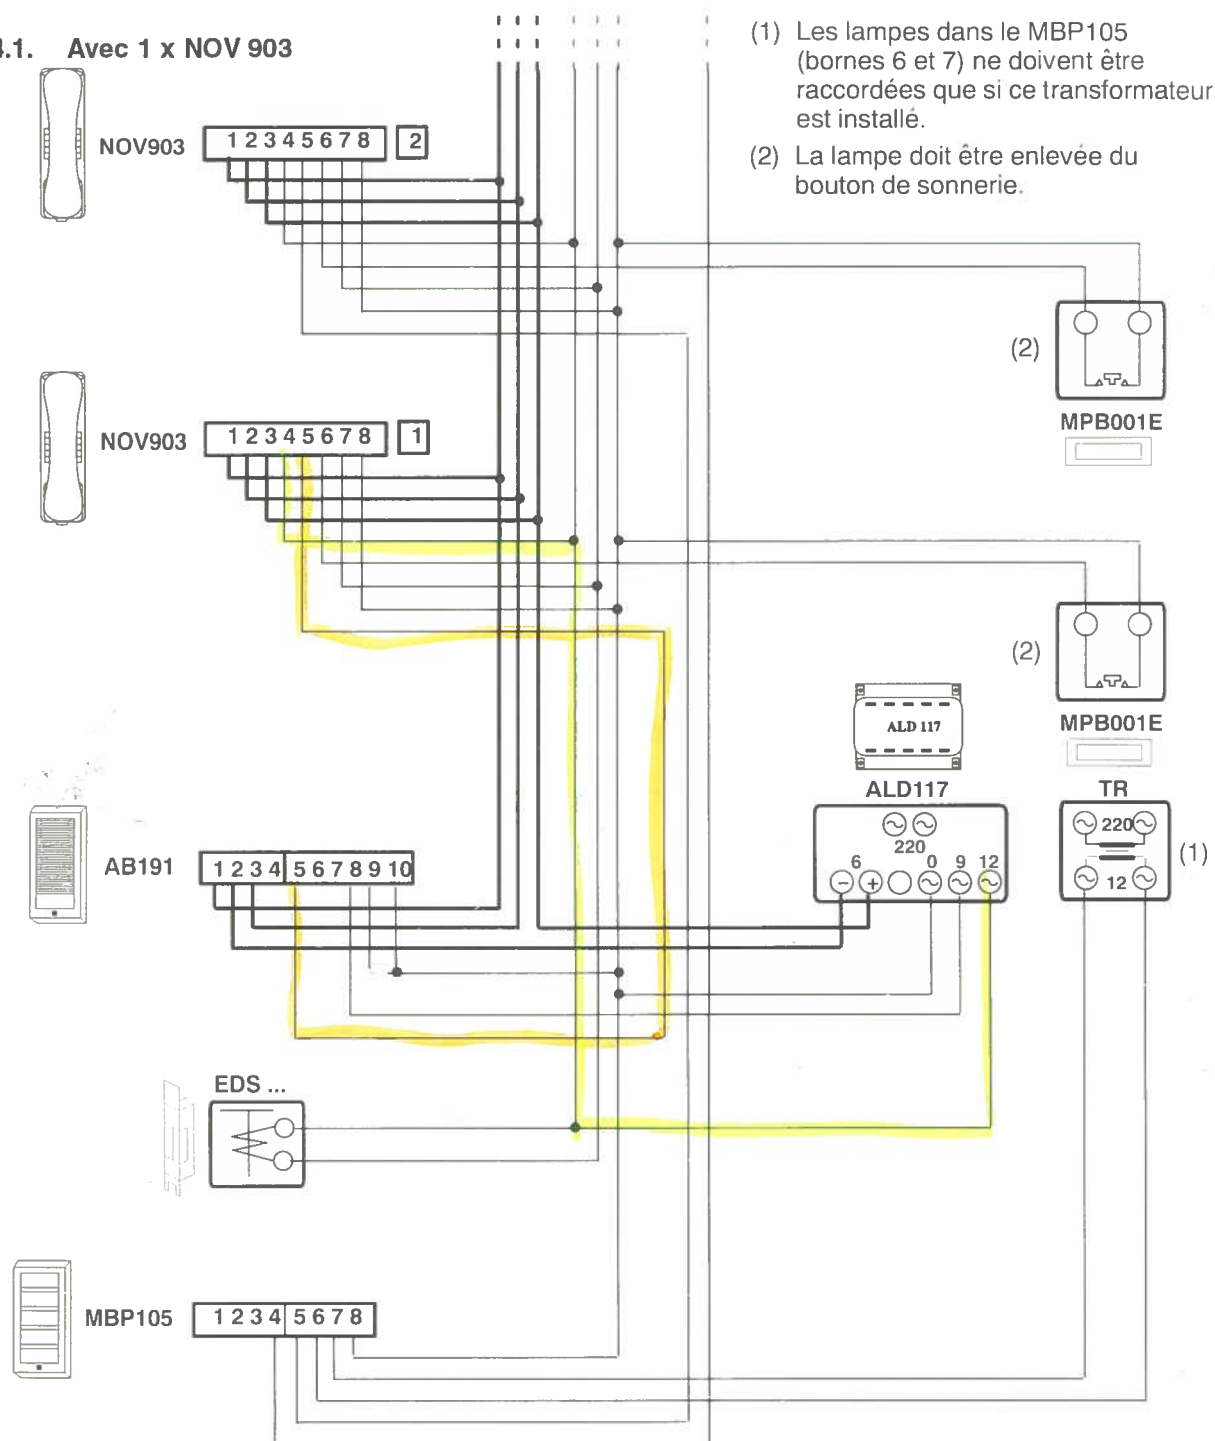 4.1. Avec 1 x NOV 903
(1) Les lampes dans le MBP105
(bornes 6 et 7) ne doivent être
raccordées que si ce transformateur
est installé.
(2) La lampe doit être enlevée du
bouton de sonnerie.
NOV903
1 2 3 4 5 6 7 8
2
(2)
MPB001E
NOV903
1 2 3 4 5 6 7 8
1
(2)
MPB001E
ALD 117
ALD117
220
6 0 9 12
- +
TR
220
12
(1)
AB191
1 2 3 4 5 6 7 8 9 10
EDS ...
MBP105
1 2 3 4 5 6 7 8